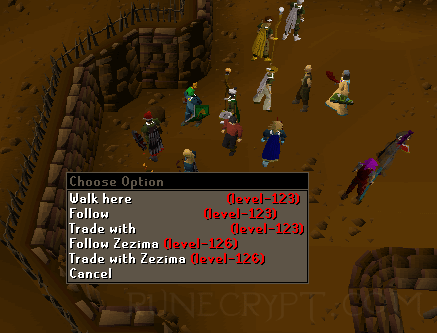 Choose Option
Walk here (level-123)
Follow (level-123)
Trade with (level-123)
Follow Zezima (level-126)
Trade with Zezima (level-126)
Cancel
RUNECRYPT.COM